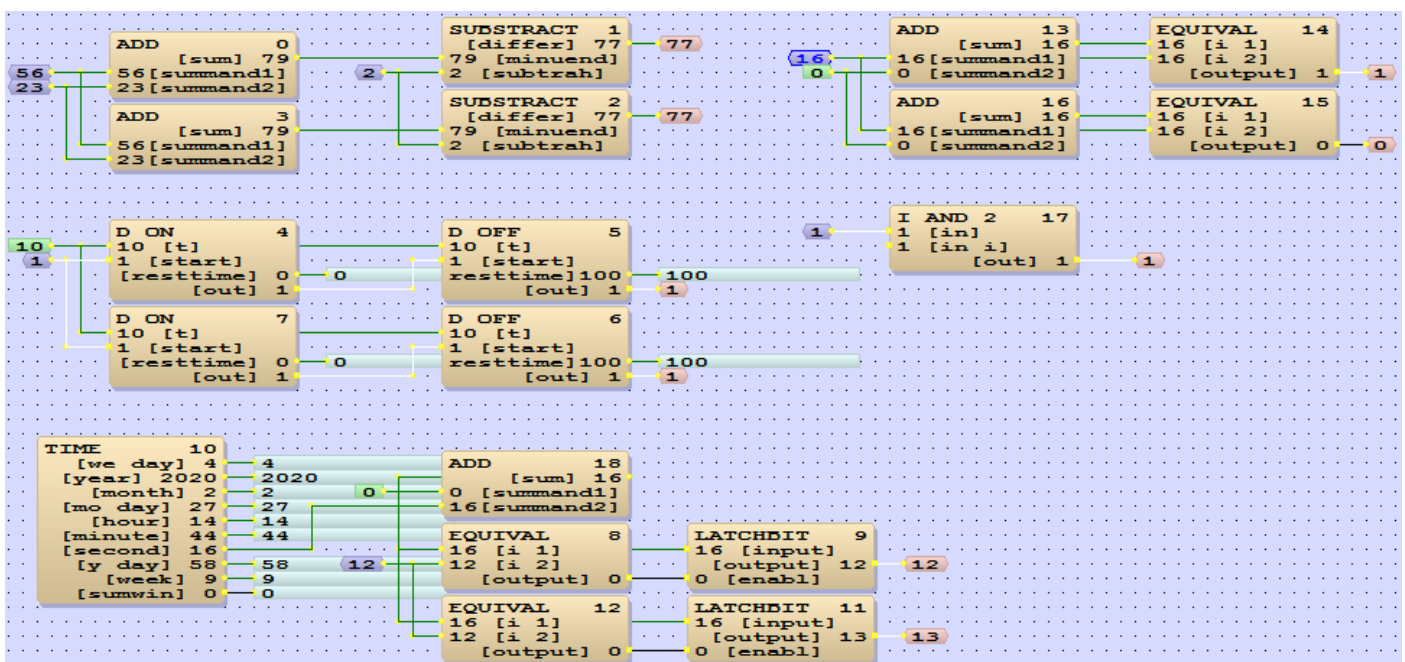 ADD 0
[sum] 79
56 56[summand1]
23 23[summand2]
SUBSTRACT 1
[differ] 77 77
2 79 [minuend]
2 [subtrah]
ADD 3
[sum] 79
56[summand1]
23[summand2]
SUBSTRACT 2
[differ] 77 77
79 [minuend]
2 [subtrah]
ADD 13
[sum] 16
16 16[summand1]
0 0 [summand2]
EQUIVAL 14
16 [i 1]
16 [i 2]
[output] 1 1
ADD 16
[sum] 16
16[summand1]
0 [summand2]
EQUIVAL 15
16 [i 1]
16 [i 2]
[output] 0 0
D ON 4
10 10 [t]
1 1 [start]
[resttime] 0 0
[out] 1
D OFF 5
10 [t]
1 [start]
resttime]100 100
[out] 1 1
I AND 2 17
1 1 [in]
1 [in i]
[out] 1 1
D ON 7
10 [t]
1 [start]
[resttime] 0 0
[out] 1
D OFF 6
10 [t]
1 [start]
resttime]100 100
[out] 1 1
TIME 10
[we day] 4 4
[year] 2020 2020
[month] 2 2
[mo day] 27 27
[hour] 14 14
[minute] 44 44
[second] 16
[y day] 58 58
[week] 9 9
[sumwin] 0 0
ADD 18
[sum] 16
0 0 [summand1]
16[summand2]
EQUIVAL 8
16 [i 1]
12 12 [i 2]
[output] 0
LATCHBIT 9
16 [input]
[output] 12 12
0 [enabl]
EQUIVAL 12
16 [i 1]
12 [i 2]
[output] 0
LATCHBIT 11
16 [input]
[output] 13 13
0 [enabl]